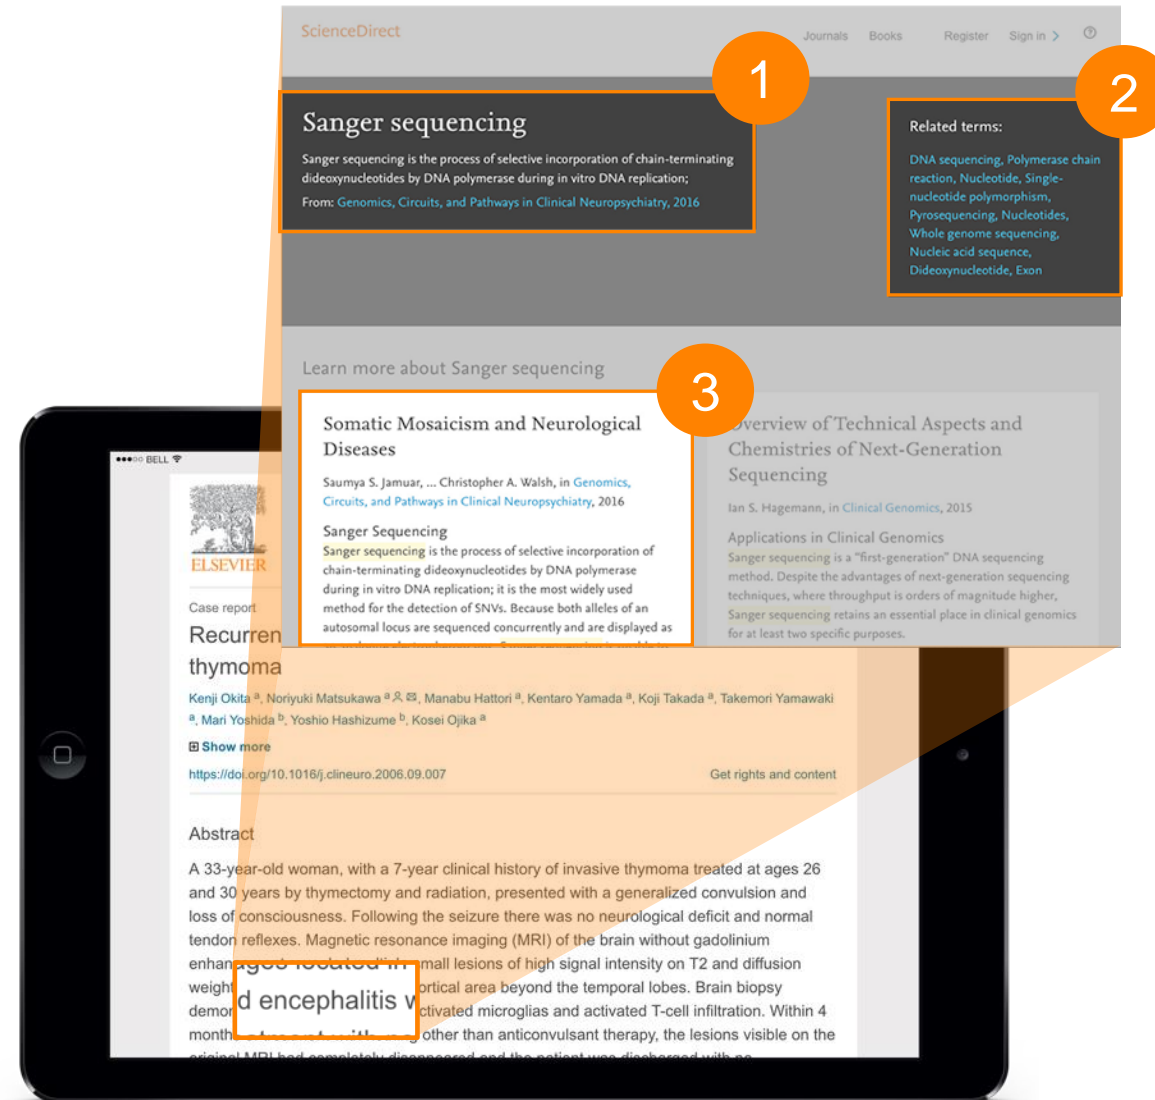 ScienceDirect
Journals Books Register Sign in >
1
2
Sanger sequencing
Sanger sequencing is the process of selective incorporation of chain-terminating
dideoxynucleotides by DNA polymerase during in vitro DNA replication;
From: Genomics, Circuits, and Pathways in Clinical Neuropsychiatry, 2016
Related terms:
DNA sequencing, Polymerase chain
reaction, Nucleotide, Single-
nucleotide polymorphism,
Pyrosequencing, Nucleotides,
Whole genome sequencing,
Nucleic acid sequence,
Dideoxynucleotide, Exon
Learn more about Sanger sequencing
3
Somatic Mosaicism and Neurological
Diseases
Saumya S. Jamuar, ... Christopher A. Walsh, in Genomics,
Circuits, and Pathways in Clinical Neuropsychiatry, 2016
Sanger Sequencing
Sanger sequencing is the process of selective incorporation of
chain-terminating dideoxynucleotides by DNA polymerase
during in vitro DNA replication; it is the most widely used
method for the detection of SNVs. Because both alleles of an
autosomal locus are sequenced concurrently and are displayed as
Overview of Technical Aspects and
Chemistries of Next-Generation
Sequencing
Ian S. Hagemann, in Clinical Genomics, 2015
Applications in Clinical Genomics
Sanger sequencing is a "first-generation" DNA sequencing
method. Despite the advantages of next-generation sequencing
techniques, where throughput is orders of magnitude higher,
Sanger sequencing retains an essential place in clinical genomics
for at least two specific purposes.
BELL
ELSEVIER
Case report
Recurren
thymoma
Kenji Okita a, Noriyuki Matsukawa a, Manabu Hattori a, Kentaro Yamada a, Koji Takada a, Takemori Yamawaki
a, Mari Yoshida b, Yoshio Hashizume b, Kosei Ojika a
Show more
https://doi.org/10.1016/j.clineuro.2006.09.007 Get rights and content
Abstract
A 33-year-old woman, with a 7-year clinical history of invasive thymoma treated at ages 26
and 30 years by thymectomy and radiation, presented with a generalized convulsion and
loss of consciousness. Following the seizure there was no neurological deficit and normal
tendon reflexes. Magnetic resonance imaging (MRI) of the brain without gadolinium
enhan small lesions of high signal intensity on T2 and diffusion
weight ortical area beyond the temporal lobes. Brain biopsy
d encephalitis w
demon ctivated microglias and activated T-cell infiltration. Within 4
month other than anticonvulsant therapy, the lesions visible on the
original MRI had completely disappeared and the patient was discharged with no